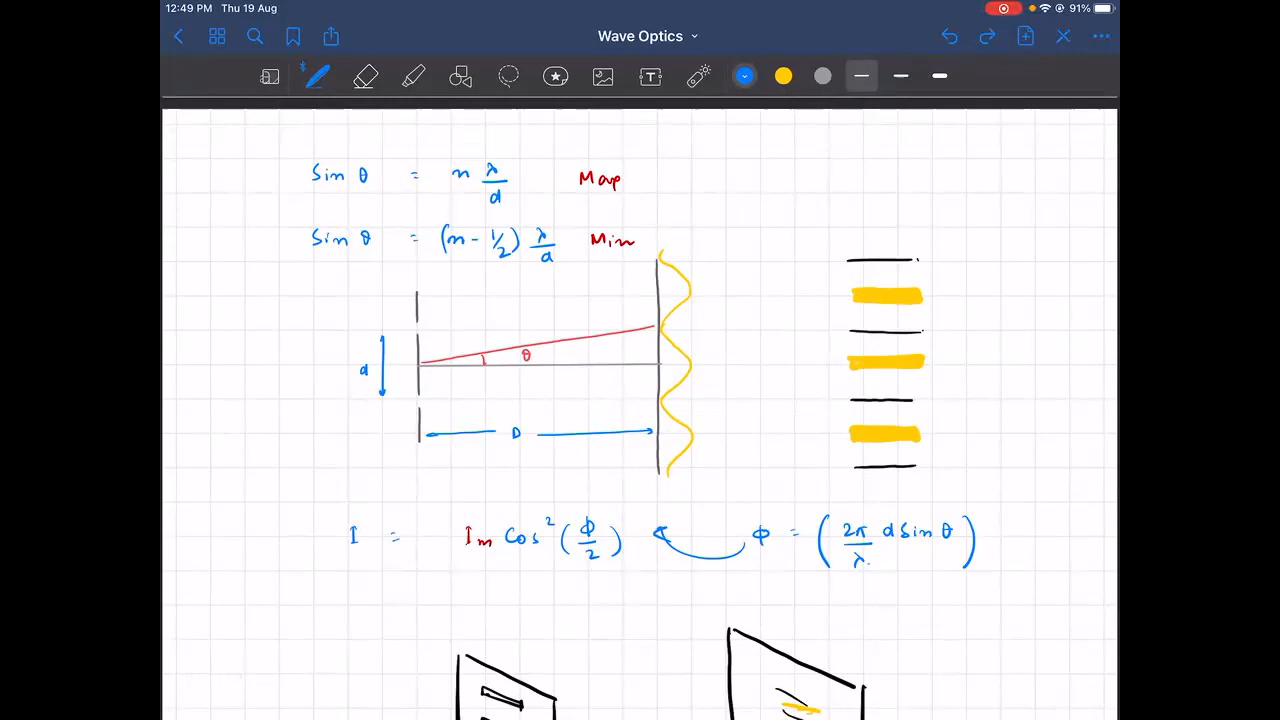 12:49 PM Thu 19 Aug 91%
Wave Optics
T
Sin θ = n λ/d Max
Sin θ = (n - 1/2) λ/d Min
θ
d
D
I = Im Cos² (Φ/2) Φ = (2π/λ d Sin θ)